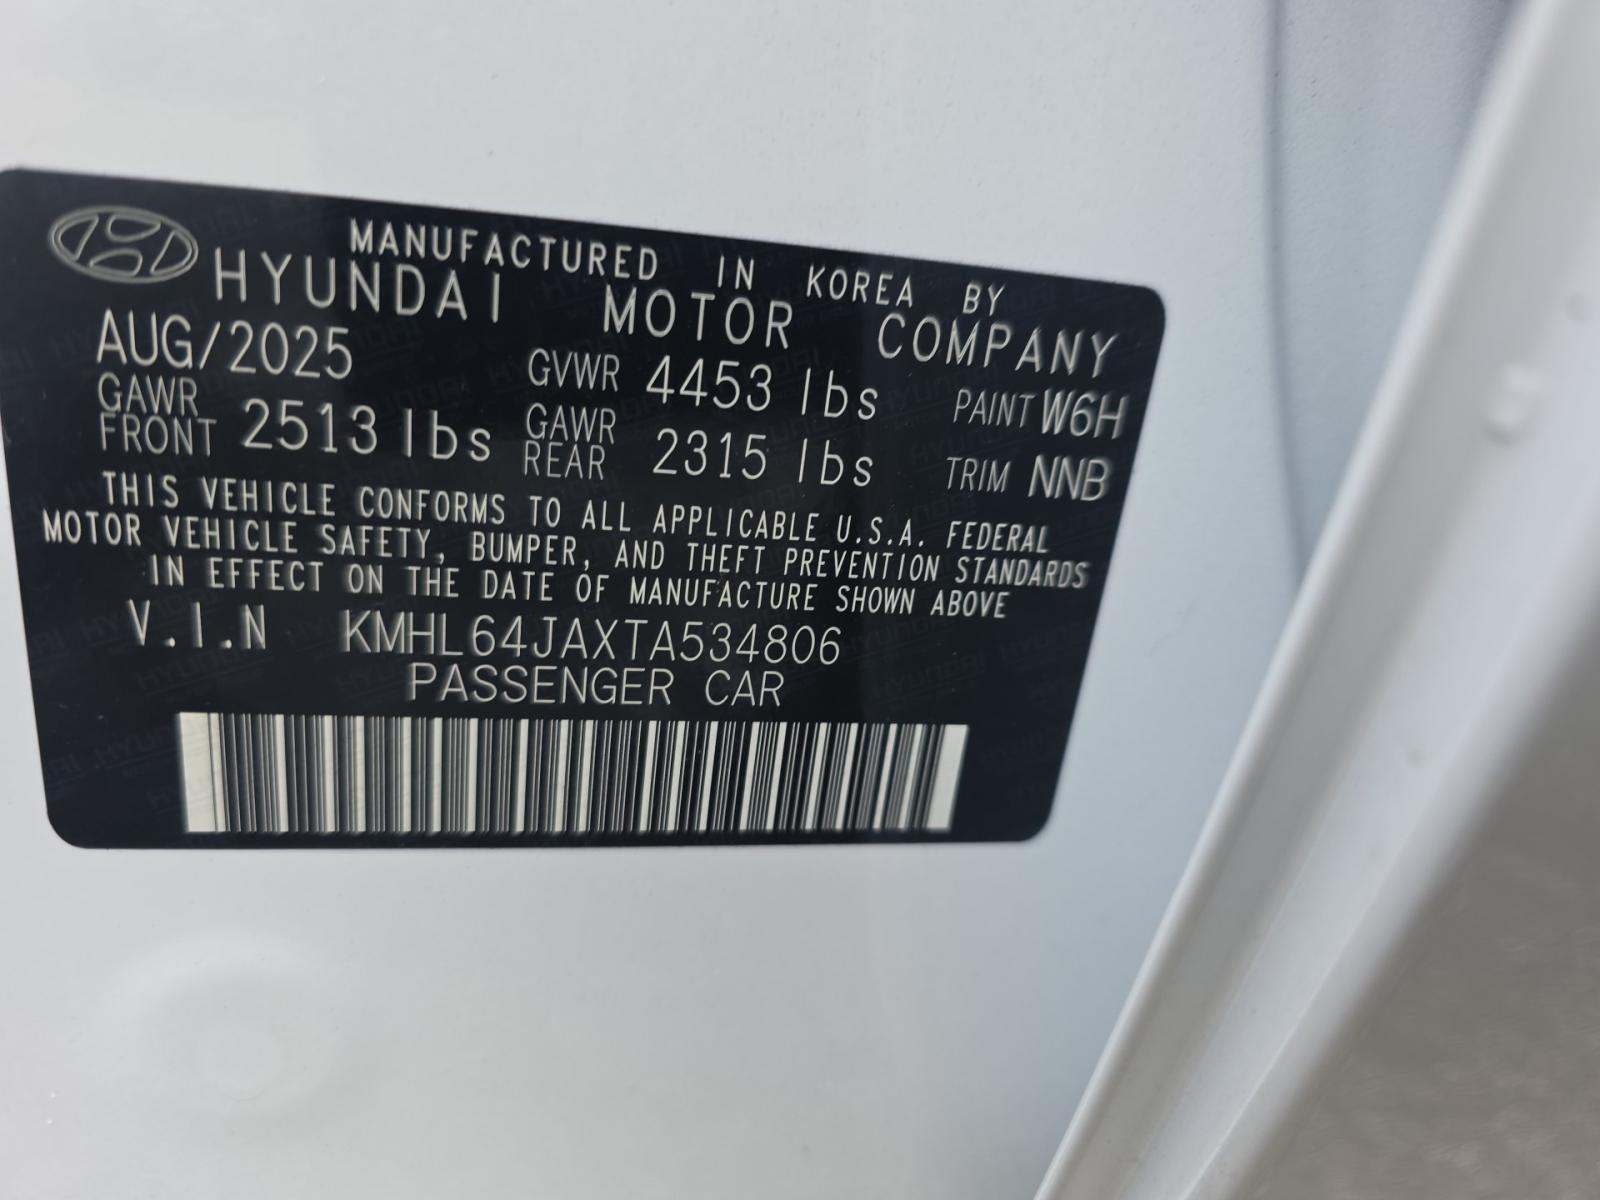 MANUFACTURED IN KOREA BY
HYUNDAI MOTOR COMPANY
AUG/2025 GVWR 4453 lbs PAINT W6H
GAWR FRONT 2513 lbs GAWR REAR 2315 lbs TRIM NNB
THIS VEHICLE CONFORMS TO ALL APPLICABLE U.S.A. FEDERAL
MOTOR VEHICLE SAFETY, BUMPER, AND THEFT PREVENTION STANDARDS
IN EFFECT ON THE DATE OF MANUFACTURE SHOWN ABOVE
V.I.N KMHL64JAXTA534806
PASSENGER CAR